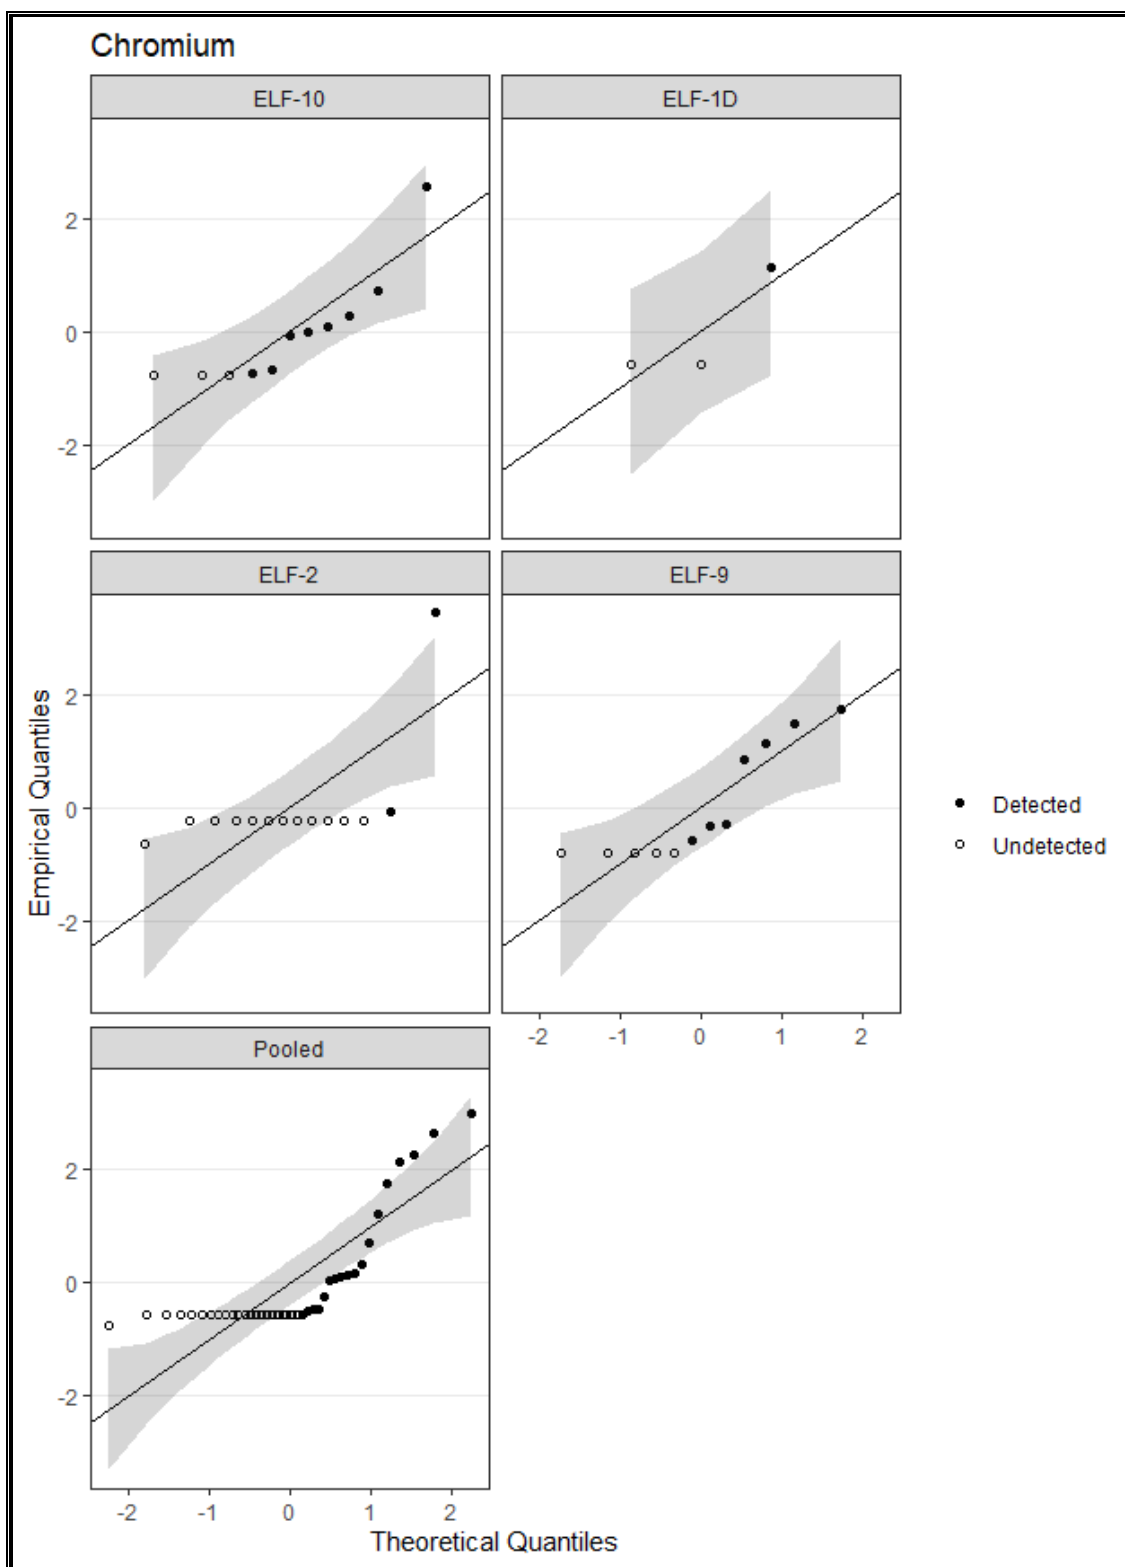 Chromium
ELF-10
ELF-1D
2
0
-2
ELF-2
ELF-9
2
0
-2
-2 -1 0 1 2
Pooled
2
0
-2
-2 -1 0 1 2
Theoretical Quantiles
Empirical Quantiles
Detected
Undetected